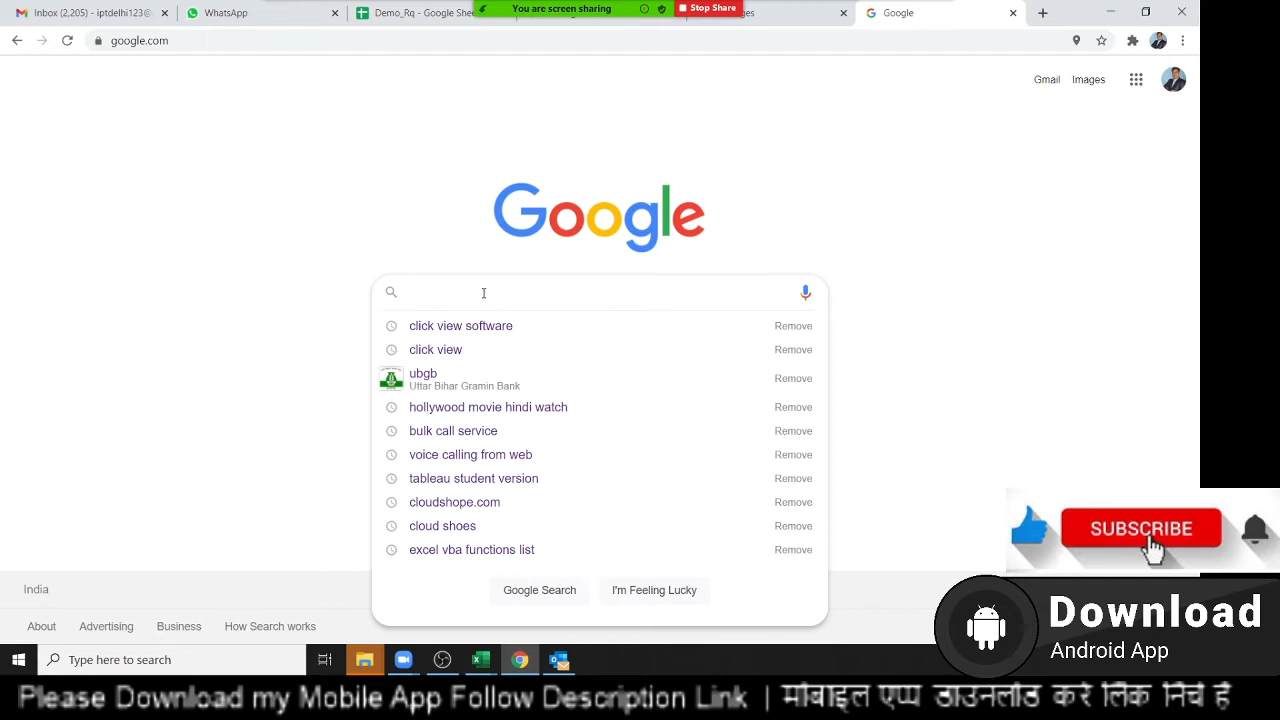 Inbox (2,205) - iptdelhi123@
WhatsApp
Demo_Rq - Google Shee
You are screen sharing
Stop Share
Google
google.com
Gmail
Images
Google
click view software
Remove
click view
Remove
ubgb
Uttar Bihar Gramin Bank
Remove
hollywood movie hindi watch
Remove
bulk call service
Remove
voice calling from web
Remove
tableau student version
Remove
cloudshope.com
Remove
cloud shoes
Remove
excel vba functions list
Remove
Google Search
I'm Feeling Lucky
SUBSCRIBE
India
About
Advertising
Business
How Search works
Download
Android App
Type here to search
Please Download my Mobile App Follow Description Link | मोबाइल एप्प डाउनलोड करे लिंक निचे है